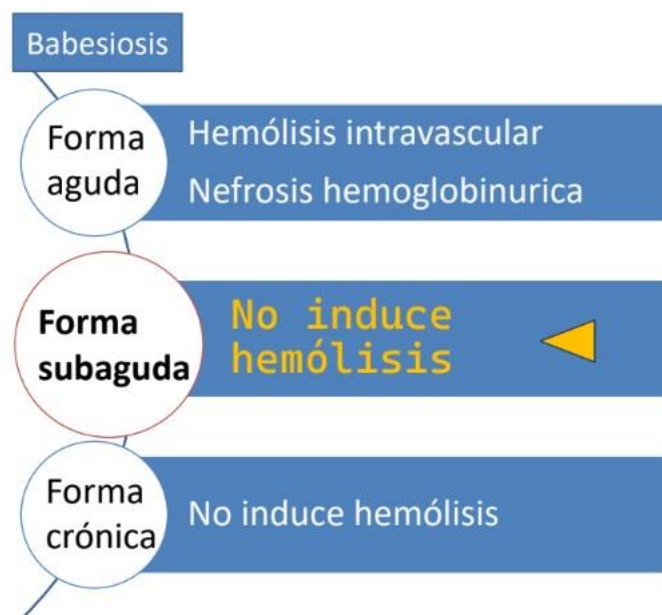 Babesiosis
Forma
aguda
Hemólisis intravascular
Nefrosis hemoglobinurica
Forma
subaguda
No induce
hemólisis
Forma
crónica
No induce hemólisis